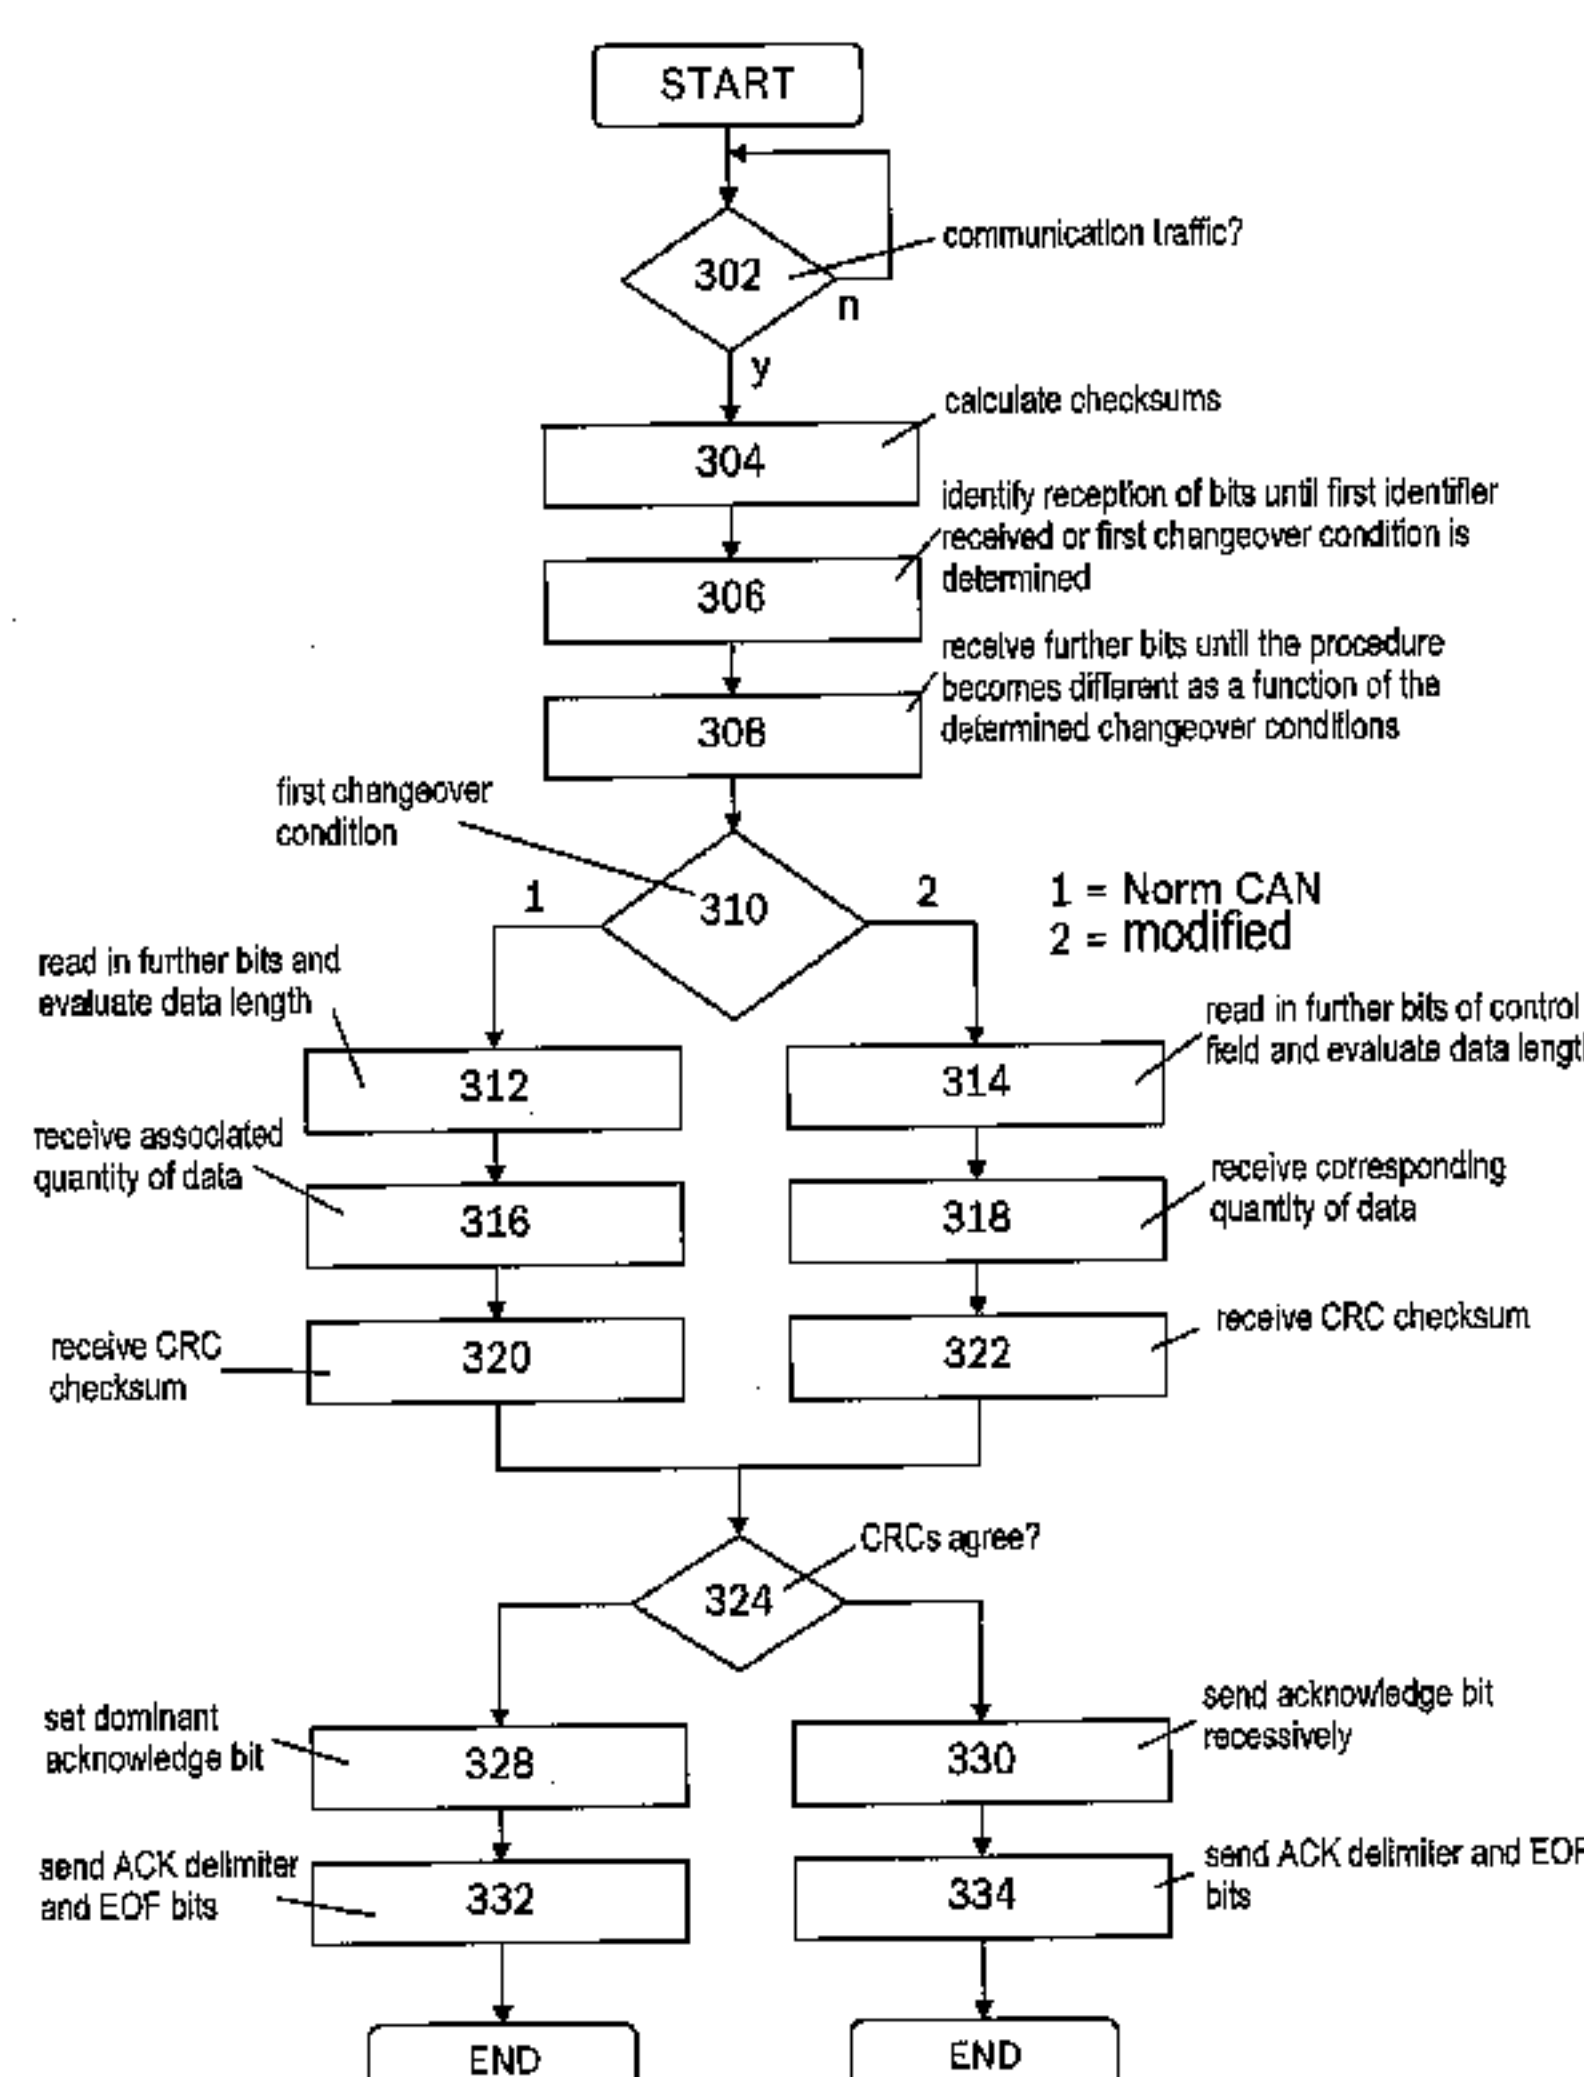 START
communication traffic?
302
n
y
calculate checksums
304
identify reception of bits until first identifier
received or first changeover condition is
determined
306
receive further bits until the procedure
becomes different as a function of the
determined changeover conditions
308
first changeover
condition
310
1
2
1 = Norm CAN
2 = modified
read in further bits and
evaluate data length
read in further bits of control
field and evaluate data length
312
314
receive associated
quantity of data
receive corresponding
quantity of data
316
318
receive CRC
checksum
receive CRC checksum
320
322
CRCs agree?
324
set dominant
acknowledge bit
send acknowledge bit
recessively
328
330
send ACK delimiter
and EOF bits
send ACK delimiter and EOF
bits
332
334
END
END